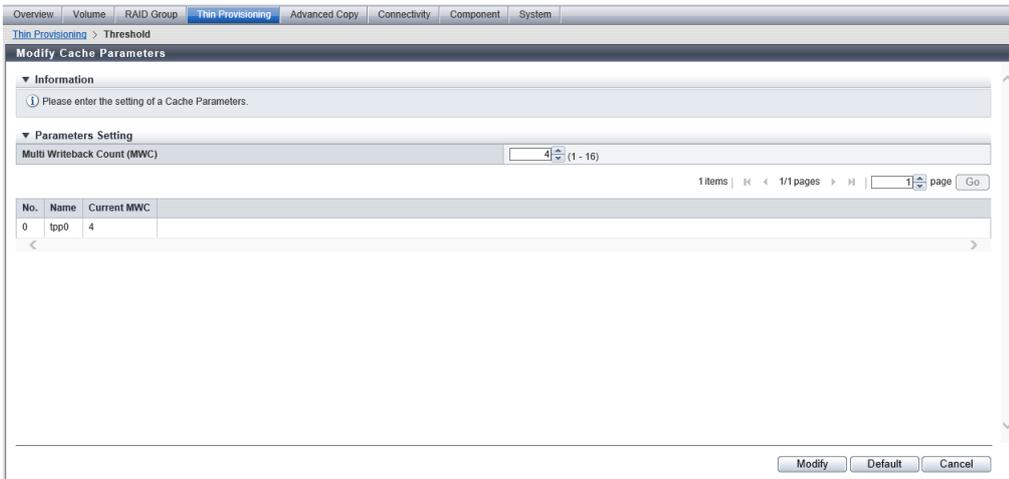 Overview Volume RAID Group Thin Provisioning Advanced Copy Connectivity Component System
Thin Provisioning > Threshold
Modify Cache Parameters
Information
Please enter the setting of a Cache Parameters.
Parameters Setting
Multi Writeback Count (MWC) 4 (1 - 16)
1 items | 1/1 pages | 1 page Go
No. Name Current MWC
0 tpp0 4
Modify Default Cancel